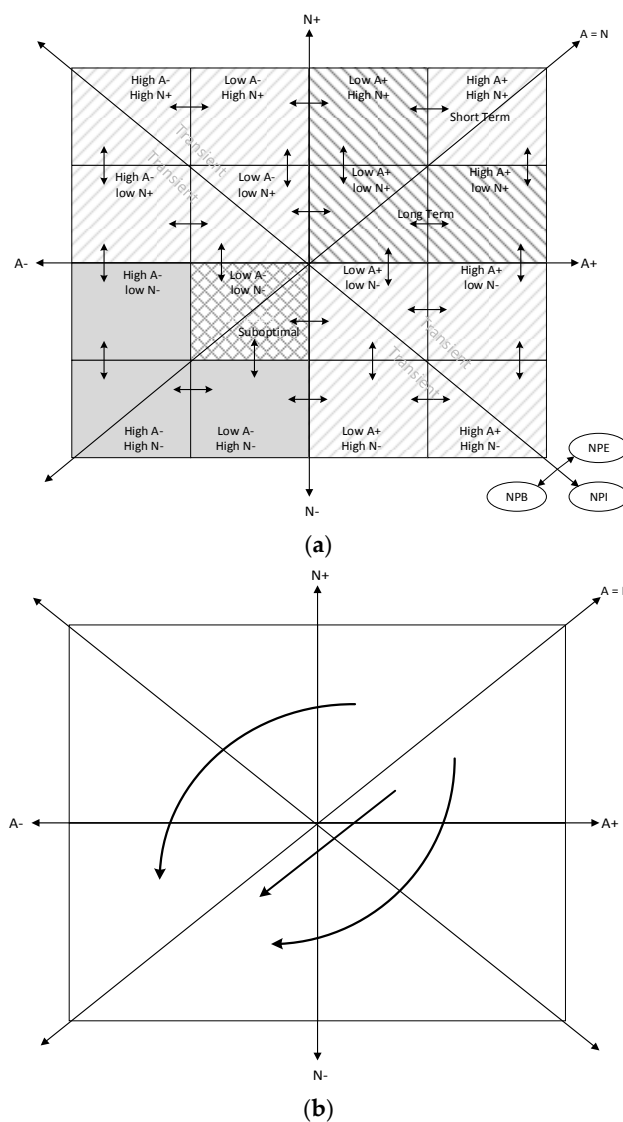 N+
A = N
High A-
High N+
Low A-
High N+
Low A+
High N+
High A+
High N+
Short Term
Transient
Transient
High A-
low N+
Low A-
low N+
Low A+
low N+
High A+
low N+
Long Term
A-
A+
High A-
low N-
Low A-
low N-
Low A+
low N-
High A+
low N-
Suboptimal
Transient
Transient
High A-
High N-
Low A-
High N-
Low A+
High N-
High A+
High N-
NPE
NPB
NPI
N-
(a)
N+
A =
A-
A+
N-
(b)